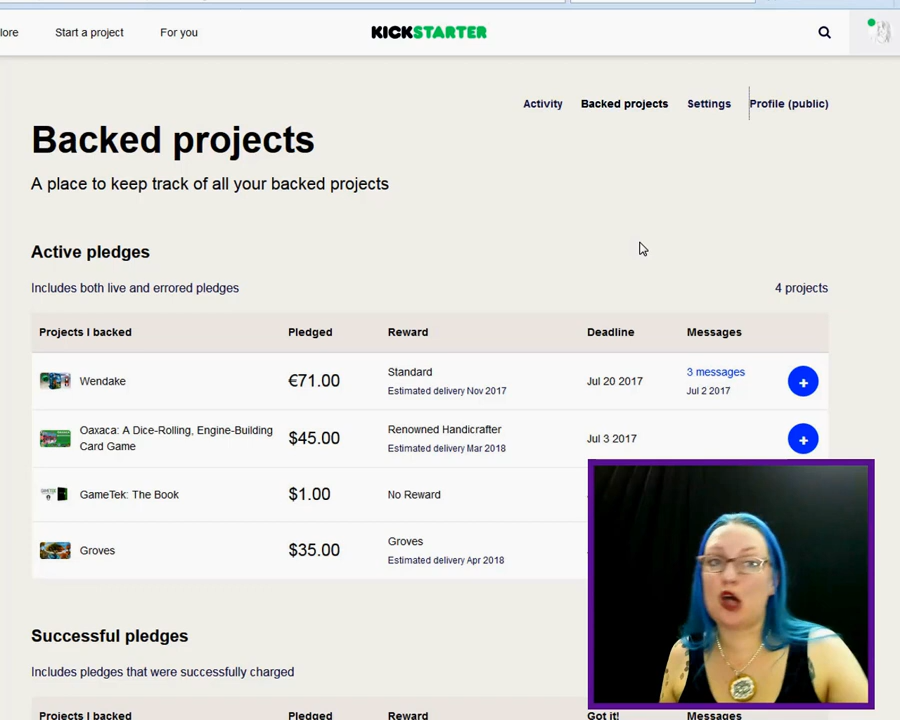 lore Start a project For you KICKSTARTER
Activity Backed projects Settings Profile (public)
Backed projects
A place to keep track of all your backed projects
Active pledges
Includes both live and errored pledges 4 projects
Projects I backed Pledged Reward Deadline Messages
Wendake €71.00 Standard Jul 20 2017 3 messages
Estimated delivery Nov 2017 Jul 2 2017
Oaxaca: A Dice-Rolling, Engine-Building $45.00 Renowned Handicrafter Jul 3 2017
Card Game Estimated delivery Mar 2018
GameTek: The Book $1.00 No Reward
Groves $35.00 Groves
Estimated delivery Apr 2018
Successful pledges
Includes pledges that were successfully charged
Projects I backed Pledged Reward Got it! Messages